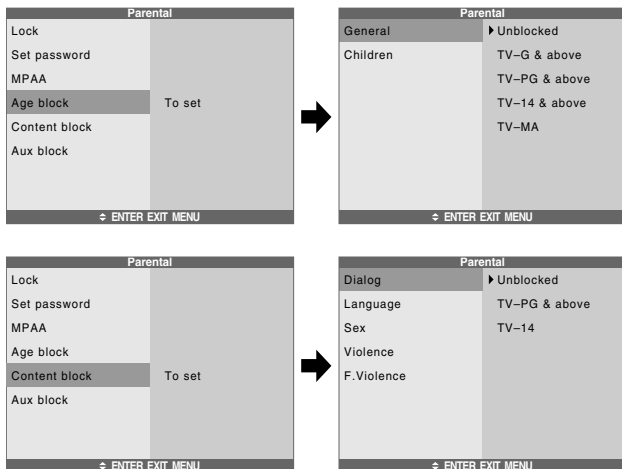 Parental
Lock
Set password
MPAA
Age block To set
Content block
Aux block
ENTER EXIT MENU
Parental
General Unblocked
Children TV–G & above
TV–PG & above
TV–14 & above
TV–MA
ENTER EXIT MENU
Parental
Lock
Set password
MPAA
Age block
Content block To set
Aux block
ENTER EXIT MENU
Parental
Dialog Unblocked
Language TV–PG & above
Sex TV–14
Violence
F.Violence
ENTER EXIT MENU